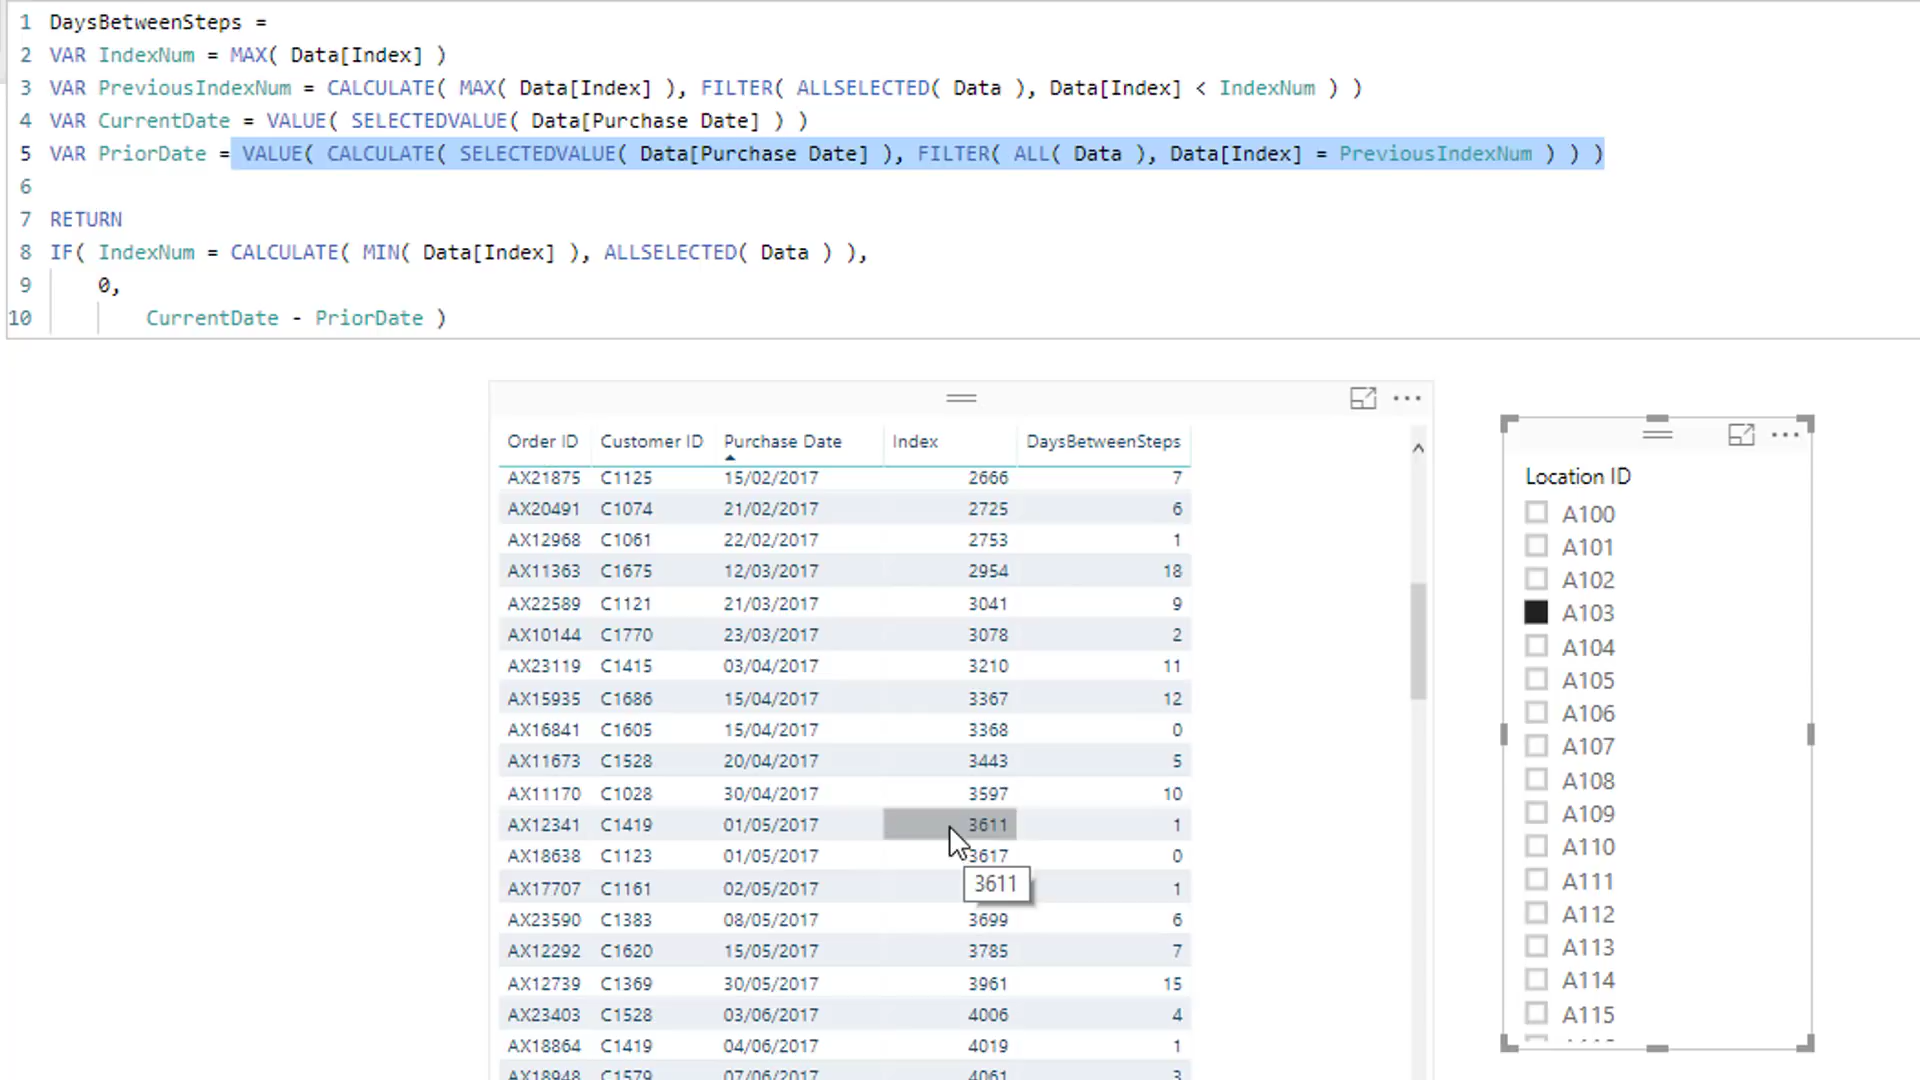 1 DaysBetweenSteps =
2 VAR IndexNum = MAX( Data[Index] )
3 VAR PreviousIndexNum = CALCULATE( MAX( Data[Index] ), FILTER( ALLSELECTED( Data ), Data[Index] < IndexNum ) )
4 VAR CurrentDate = VALUE( SELECTEDVALUE( Data[Purchase Date] ) )
5 VAR PriorDate = VALUE( CALCULATE( SELECTEDVALUE( Data[Purchase Date] ), FILTER( ALL( Data ), Data[Index] = PreviousIndexNum ) ) )
6
7 RETURN
8 IF( IndexNum = CALCULATE( MIN( Data[Index] ), ALLSELECTED( Data ) ),
9 0,
10 CurrentDate - PriorDate )
Order ID Customer ID Purchase Date Index DaysBetweenSteps
AX21875 C1125 15/02/2017 2666 7
AX20491 C1074 21/02/2017 2725 6
AX12968 C1061 22/02/2017 2753 1
AX11363 C1675 12/03/2017 2954 18
AX22589 C1121 21/03/2017 3041 9
AX10144 C1770 23/03/2017 3078 2
AX23119 C1415 03/04/2017 3210 11
AX15935 C1686 15/04/2017 3367 12
AX16841 C1605 15/04/2017 3368 0
AX11673 C1528 20/04/2017 3443 5
AX11170 C1028 30/04/2017 3597 10
AX12341 C1419 01/05/2017 3611 1
AX18638 C1123 01/05/2017 3617 0
3611
AX17707 C1161 02/05/2017 1
AX23590 C1383 08/05/2017 3699 6
AX12292 C1620 15/05/2017 3785 7
AX12739 C1369 30/05/2017 3961 15
AX23403 C1528 03/06/2017 4006 4
AX18864 C1419 04/06/2017 4019 1
AX18948 C1579 07/06/2017 4061 3
Location ID
A100
A101
A102
A103
A104
A105
A106
A107
A108
A109
A110
A111
A112
A113
A114
A115